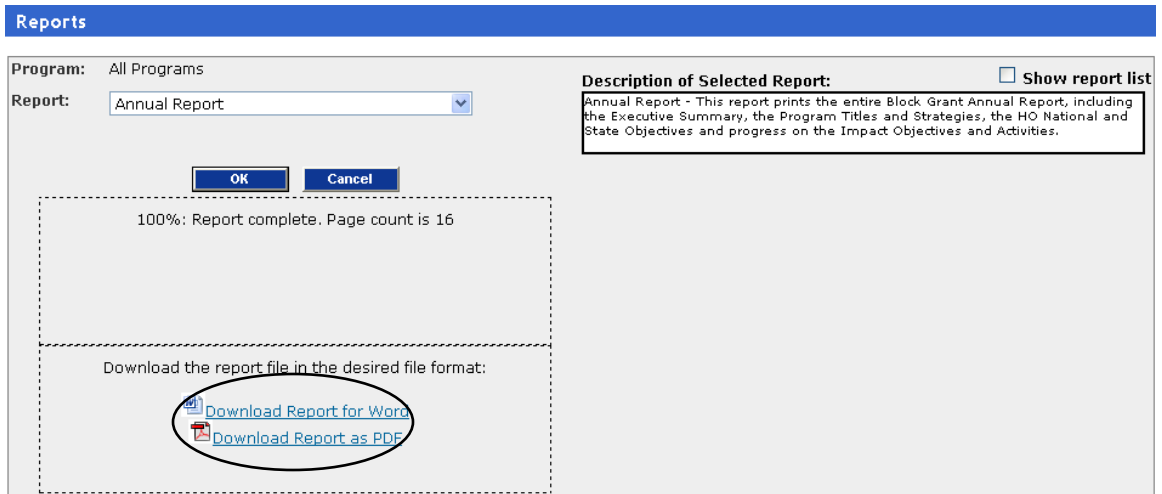 Reports
Program: All Programs
Report: Annual Report
Description of Selected Report:
Show report list
Annual Report - This report prints the entire Block Grant Annual Report, including
the Executive Summary, the Program Titles and Strategies, the HO National and
State Objectives and progress on the Impact Objectives and Activities.
OK Cancel
100%: Report complete. Page count is 16
Download the report file in the desired file format:
Download Report for Word
Download Report as PDF